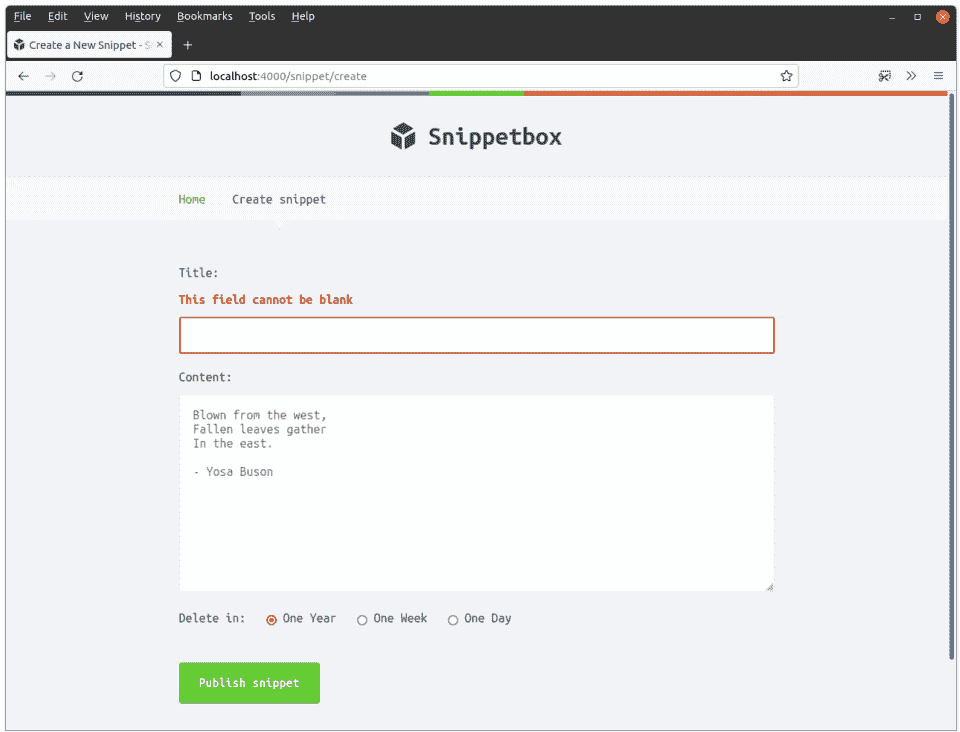 File Edit View History Bookmarks Tools Help
Create a New Snippet - S
localhost:4000/snippet/create
Snippetbox
Home Create snippet
Title:
This field cannot be blank
Content:
Blown from the west,
Fallen leaves gather
In the east.
- Yosa Buson
Delete in: One Year One Week One Day
Publish snippet